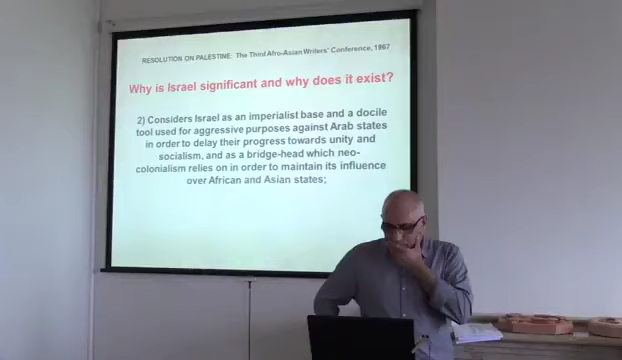 RESOLUTION ON PALESTINE: The Third Afro-Asian Writers' Conference, 1967
Why is Israel significant and why does it exist?
2) Considers Israel as an imperialist base and a docile
tool used for aggressive purposes against Arab states
in order to delay their progress towards unity and
socialism, and as a bridge-head which neo-
colonialism relies on in order to maintain its influence
over African and Asian states;